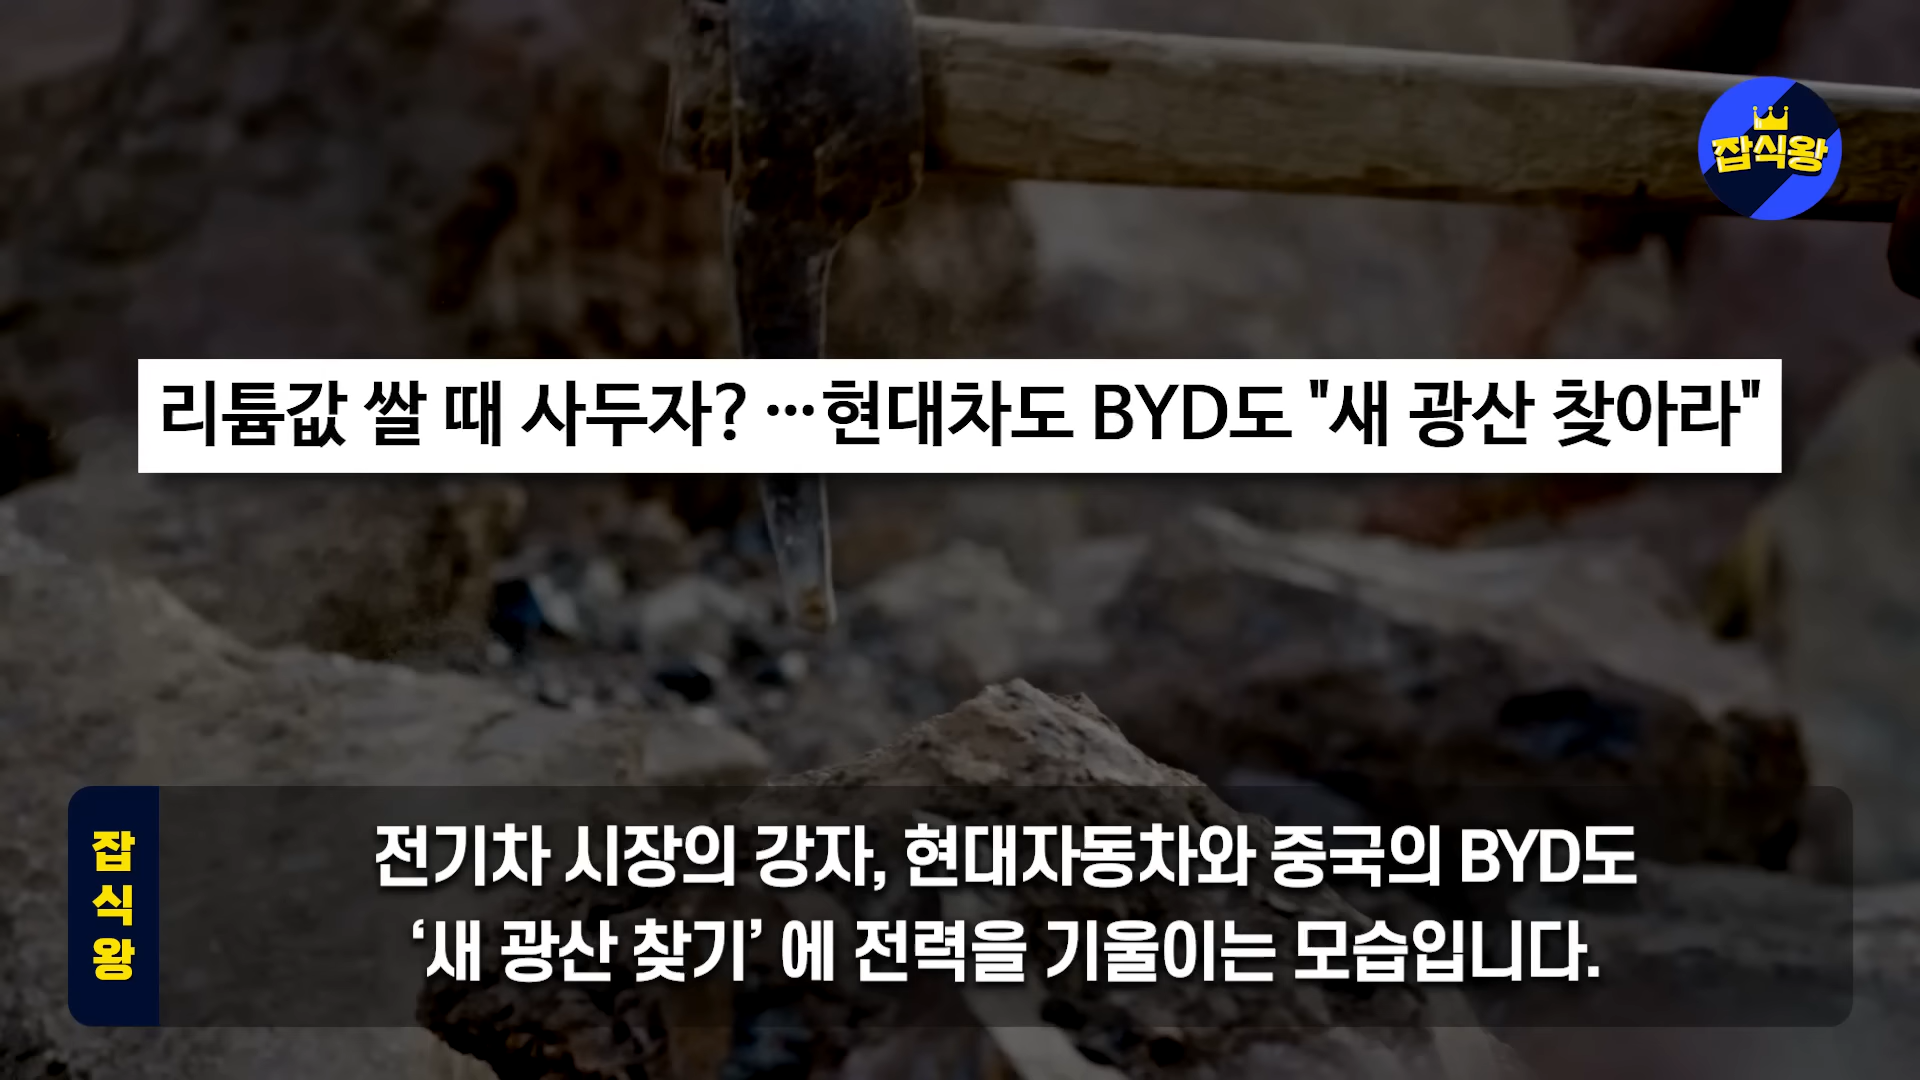 잡식왕
리튬값 쌀 때 사두자? …현대차도 BYD도 "새 광산 찾아라"
잡식왕
전기차 시장의 강자, 현대자동차와 중국의 BYD도
‘새 광산 찾기’ 에 전력을 기울이는 모습입니다.